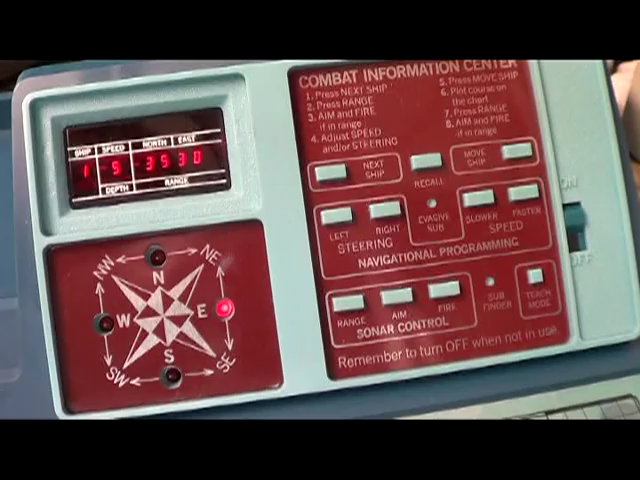 COMBAT INFORMATION CENTER
1. Press NEXT SHIP
2. Press RANGE
3. AIM and FIRE
if in range
4. Adjust SPEED
and/or STEERING
5. Press MOVE SHIP
6. Plot course on
the chart
7. Press RANGE
8. AIM and FIRE
if in range
SHIP SPEED NORTH EAST
1 5 3530
DEPTH RANGE
NEXT
SHIP
RECALL
MOVE
SHIP
LEFT RIGHT
STEERING
EVASIVE
SUB
SLOWER FASTER
SPEED
NAVIGATIONAL PROGRAMMING
RANGE AIM FIRE
SONAR CONTROL
SUB
FINDER
TEACH
MODE
Remember to turn OFF when not in use
ON
OFF
NW N NE
W E
SW S SE